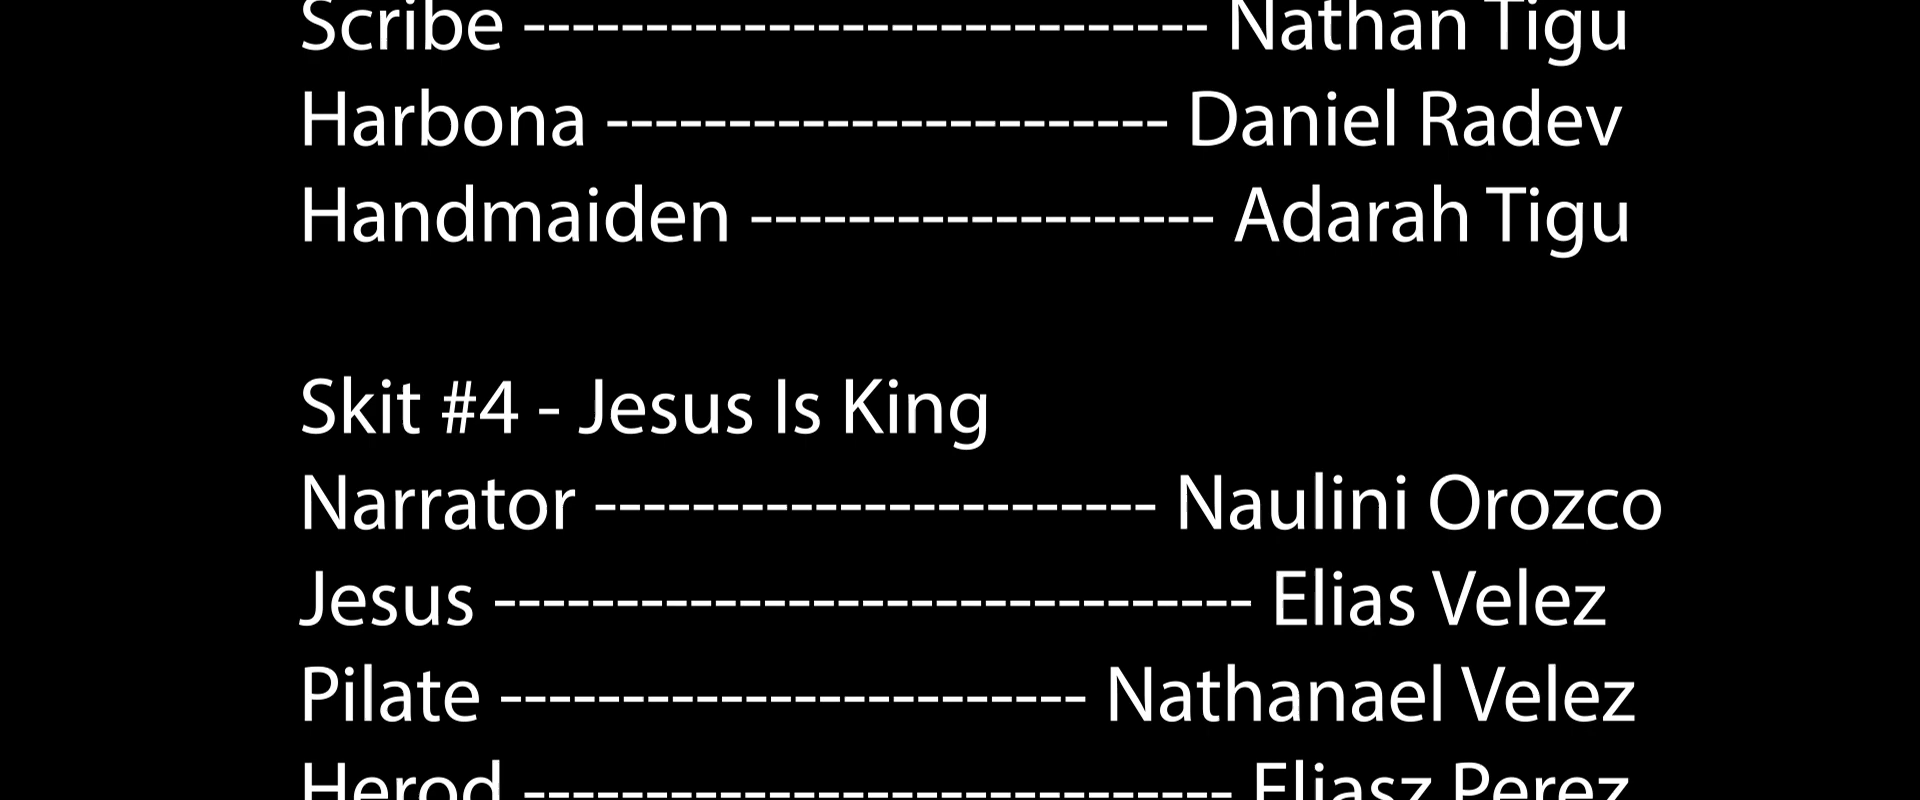 Scribe ---------------------------- Nathan Tigu
Harbona ----------------------- Daniel Radev
Handmaiden ------------------- Adarah Tigu
Skit #4 - Jesus Is King
Narrator ----------------------- Naulini Orozco
Jesus ------------------------------- Elias Velez
Pilate ------------------------ Nathanael Velez
Herod ----------------------------- Eliasz Perez